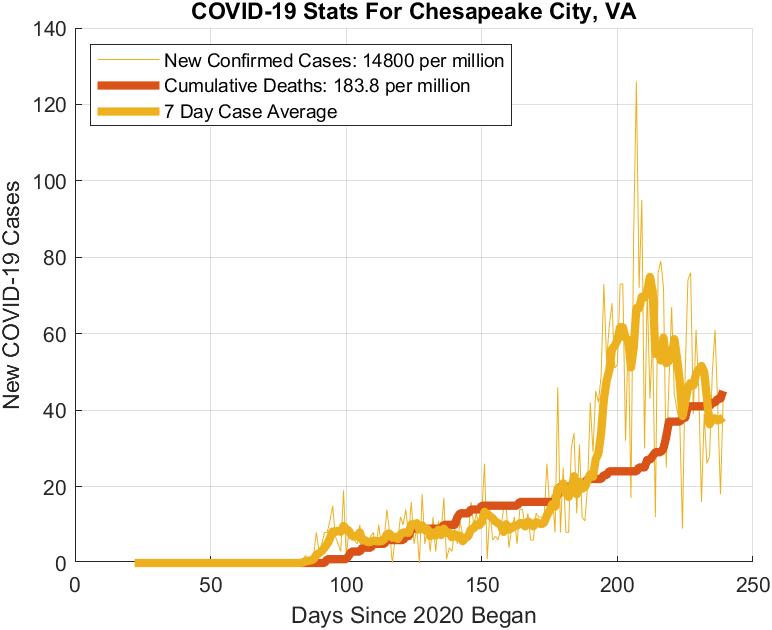 COVID-19 Stats For Chesapeake City, VA
New Confirmed Cases: 14800 per million
Cumulative Deaths: 183.8 per million
7 Day Case Average
New COVID-19 Cases
140
120
100
80
60
40
20
0
0 50 100 150 200 250
Days Since 2020 Began